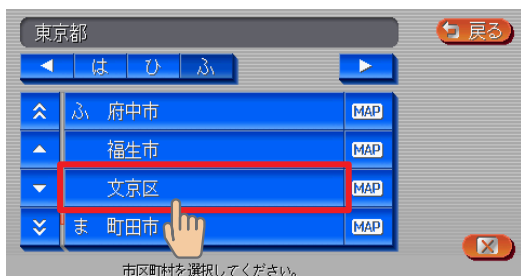 東京都
戻る
は ひ ふ
ふ 府中市 MAP
福生市 MAP
文京区 MAP
ま 町田市 MAP
市区町村を選択してください。